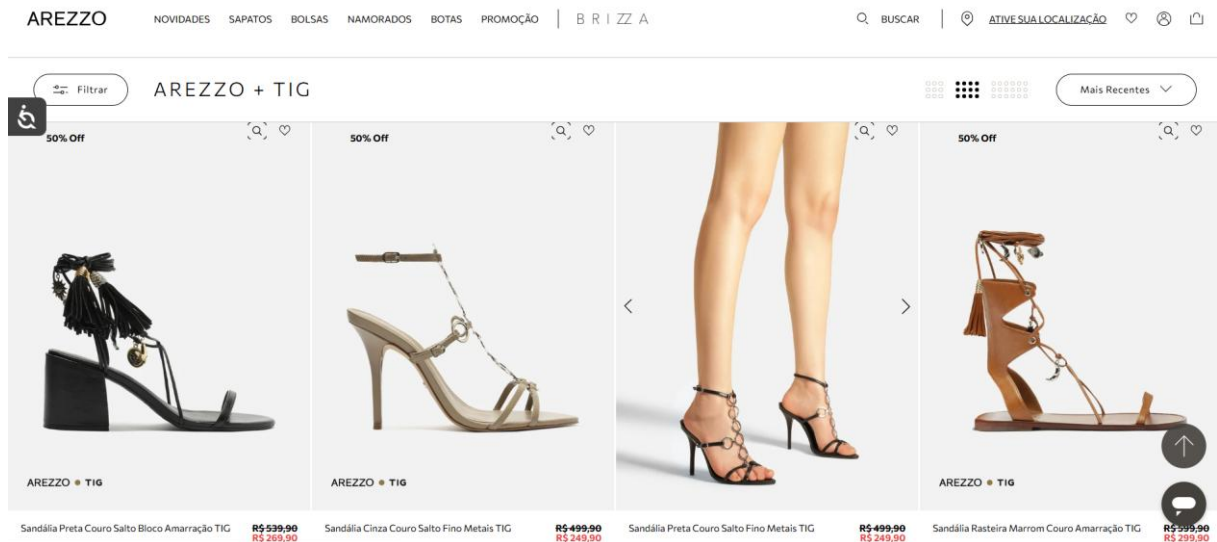 AREZZO NOVIDADES SAPATOS BOLSAS NAMORADOS BOTAS PROMOÇÃO BRIZZA BUSCAR ATIVE SUA LOCALIZAÇÃO
Filtrar AREZZO + TIG Mais Recentes
50% Off 50% Off 50% Off
AREZZO • TIG AREZZO • TIG AREZZO • TIG
Sandália Preta Couro Salto Bloco Amarração TIG R$ 539,90 Sandália Cinza Couro Salto Fino Metais TIG R$ 499,90 Sandália Preta Couro Salto Fino Metais TIG R$ 499,90 Sandália Rasteira Marrom Couro Amarração TIG
R$ 269,90 R$ 249,90 R$ 249,90 R$ 299,90